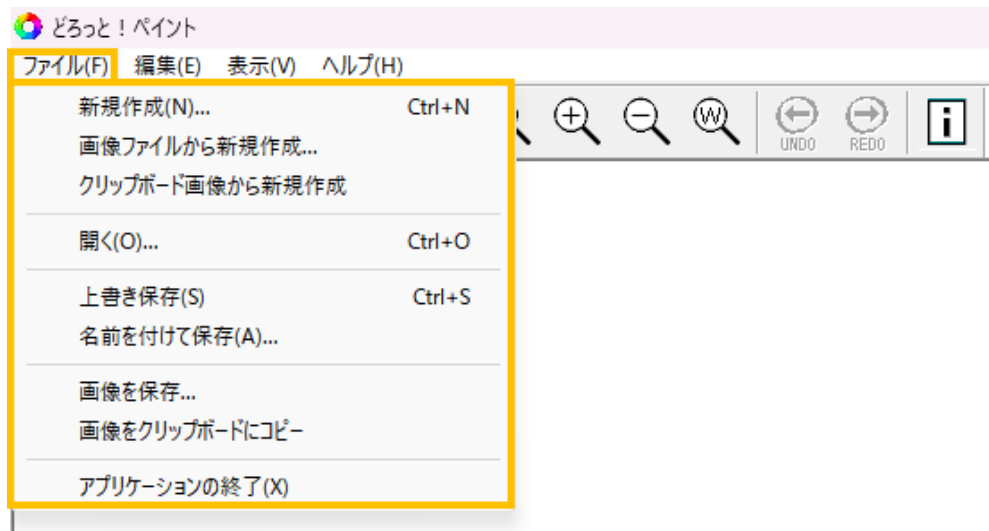 どろっと！ペイント
ファイル(F) 編集(E) 表示(V) ヘルプ(H)
新規作成(N)... Ctrl+N
画像ファイルから新規作成...
クリップボード画像から新規作成
開く(O)... Ctrl+O
上書き保存(S) Ctrl+S
名前を付けて保存(A)...
画像を保存...
画像をクリップボードにコピー
アプリケーションの終了(X)
W
UNDO REDO
i